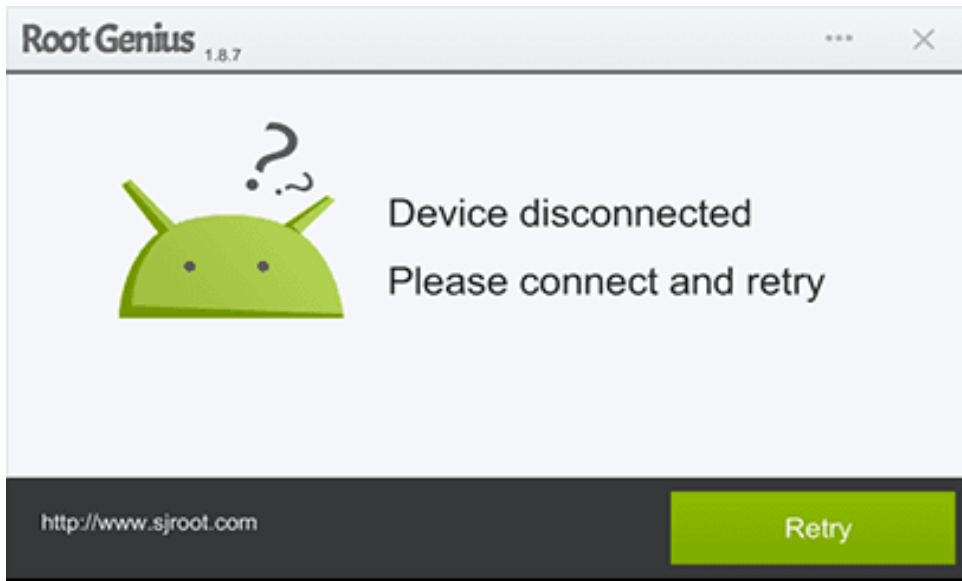 Root Genius 1.8.7
Device disconnected
Please connect and retry
http://www.sjroot.com
Retry